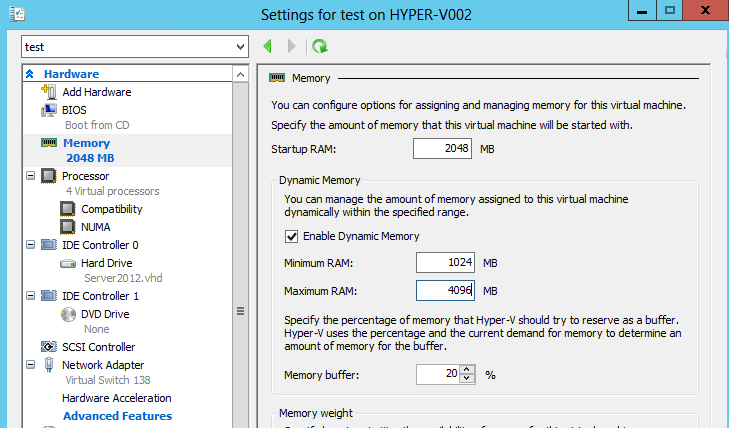 Settings for test on HYPER-V002
test
Hardware
Add Hardware
BIOS
Boot from CD
Memory
2048 MB
Processor
4 Virtual processors
Compatibility
NUMA
IDE Controller 0
Hard Drive
Server2012.vhd
IDE Controller 1
DVD Drive
None
SCSI Controller
Network Adapter
Virtual Switch 138
Hardware Acceleration
Advanced Features
Memory
You can configure options for assigning and managing memory for this virtual machine.
Specify the amount of memory that this virtual machine will be started with.
Startup RAM: 2048 MB
Dynamic Memory
You can manage the amount of memory assigned to this virtual machine
dynamically within the specified range.
Enable Dynamic Memory
Minimum RAM: 1024 MB
Maximum RAM: 4096 MB
Specify the percentage of memory that Hyper-V should try to reserve as a buffer.
Hyper-V uses the percentage and the current demand for memory to determine an
amount of memory for the buffer.
Memory buffer: 20 %
Memory weight